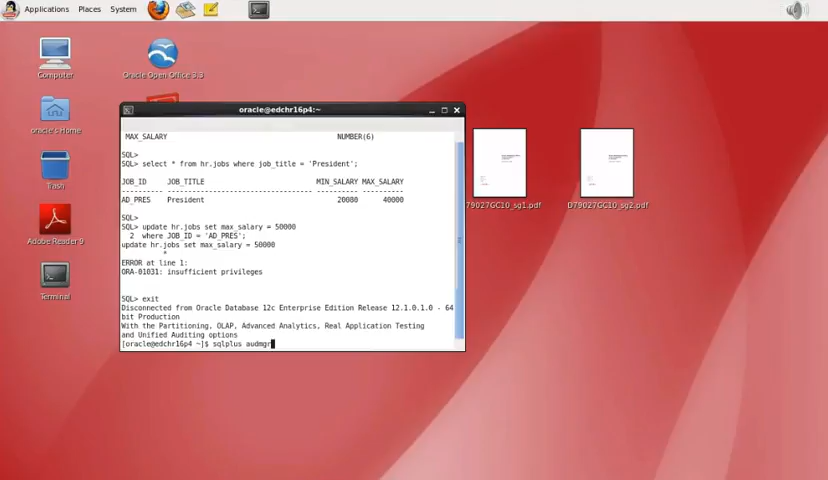 Applications Places System
Computer
Oracle Open Office 3.3
oracle's Home
Trash
Adobe Reader 9
Terminal
oracle@edchr16p4:~
MAX_SALARY NUMBER(6)
SQL>
SQL> select * from hr.jobs where job_title = 'President';
JOB_ID JOB_TITLE MIN_SALARY MAX_SALARY
---------- ----------------------------------- ---------- ----------
AD_PRES President 20080 40000
SQL>
SQL> update hr.jobs set max_salary = 50000
2 where JOB_ID = 'AD_PRES';
update hr.jobs set max_salary = 50000
*
ERROR at line 1:
ORA-01031: insufficient privileges
SQL> exit
Disconnected from Oracle Database 12c Enterprise Edition Release 12.1.0.1.0 - 64
bit Production
With the Partitioning, OLAP, Advanced Analytics, Real Application Testing
and Unified Auditing options
[oracle@edchr16p4 ~]$ sqlplus audmgr
79027GC10_sg1.pdf
D79027GC10_sg2.pdf